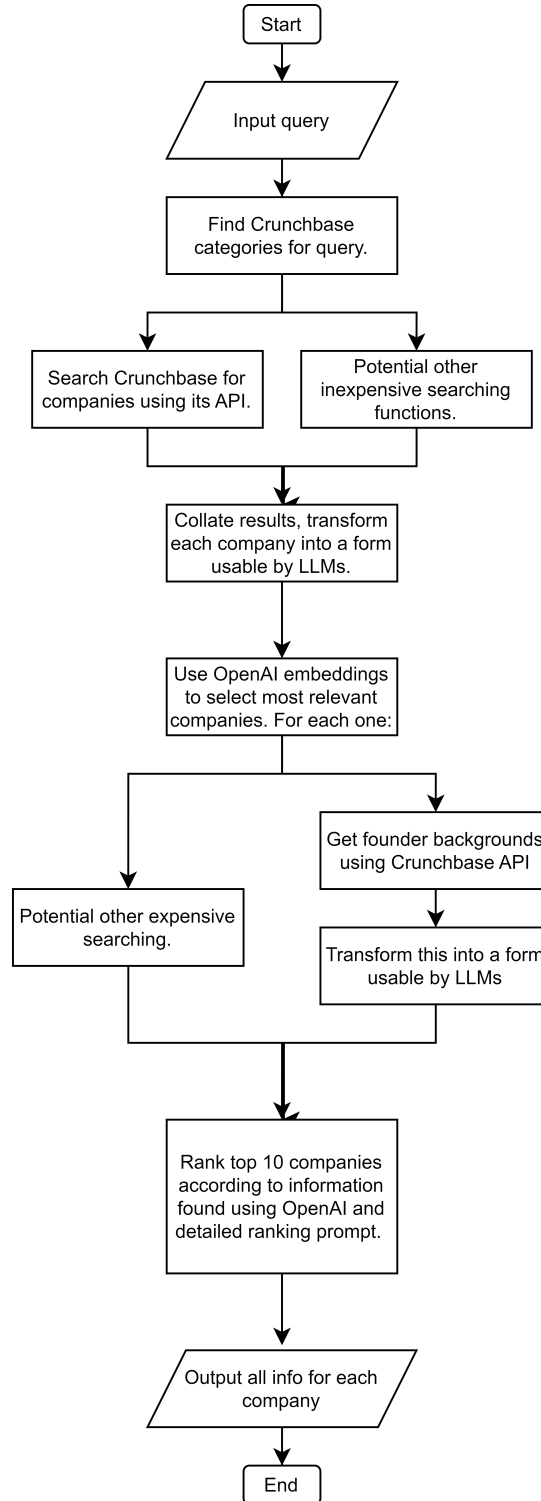 Start
Input query
Find Crunchbase
categories for query.
Search Crunchbase for
companies using its API.
Potential other
inexpensive searching
functions.
Collate results, transform
each company into a form
usable by LLMs.
Use OpenAI embeddings
to select most relevant
companies. For each one:
Get founder backgrounds
using Crunchbase API
Potential other expensive
searching.
Transform this into a form
usable by LLMs
Rank top 10 companies
according to information
found using OpenAI and
detailed ranking prompt.
Output all info for each
company
End